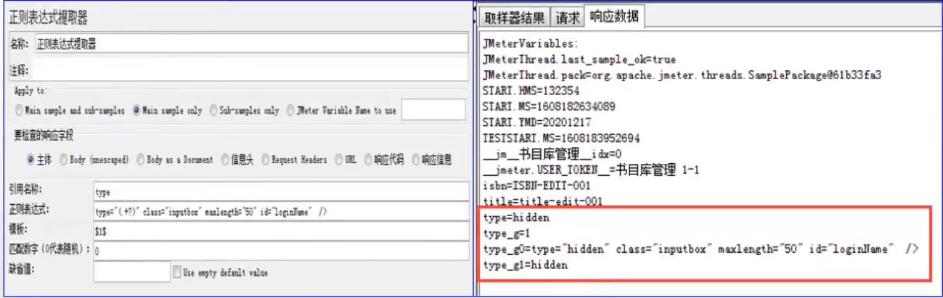 正则表达式提取器
名称: 正则表达式提取器
注释:
Apply to:
Main sample and sub-samples Main sample only Sub-samples only JMeter Variable Name to use
要检查的响应字段
主体 Body (unescaped) Body as a Document 信息头 Request Headers URL 响应代码 响应信息
引用名称: type
正则表达式: type="(.+?)" class="inputbox" maxlength="50" id="loginName" />
模板: $1$
匹配数字（0代表随机）: 0
缺省值: Use empty default value
取样器结果 请求 响应数据
JMeterVariables:
JMeterThread.last_sample_ok=true
JMeterThread.pack=org.apache.jmeter.threads.SamplePackage@61b33fa3
START.HMS=132354
START.MS=1608182634089
START.YMD=20201217
TESTSTART.MS=1608183952694
__jm__书目库管理__idx=0
__jmeter.USER_TOKEN__=书目库管理 1-1
isbn=ISBN-EDIT-001
title=title-edit-001
type=hidden
type_g=1
type_g0=type="hidden" class="inputbox" maxlength="50" id="loginName" />
type_g1=hidden